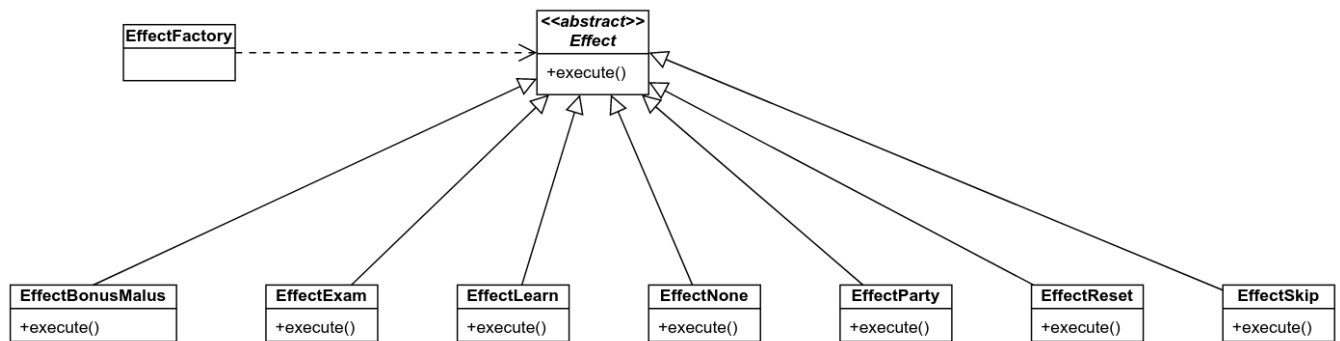 EffectFactory
<<abstract>>
Effect
+execute()
EffectBonusMalus
+execute()
EffectExam
+execute()
EffectLearn
+execute()
EffectNone
+execute()
EffectParty
+execute()
EffectReset
+execute()
EffectSkip
+execute()